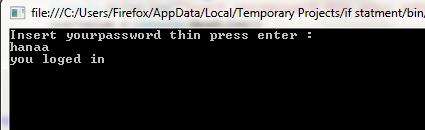 file:///C:/Users/Firefox/AppData/Local/Temporary Projects/if statment/bin/
Insert yourpassword thin press enter :
hanaa
you loged in